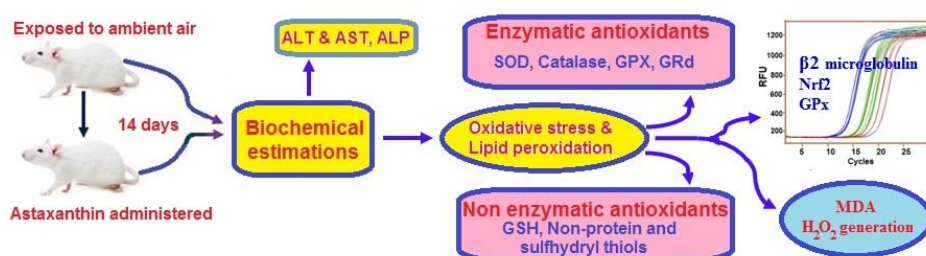 Exposed to ambient air
14 days
Astaxanthin administered
ALT & AST, ALP
Biochemical
estimations
Oxidative stress &
Lipid peroxidation
Enzymatic antioxidants
SOD, Catalase, GPX, GRd
Non enzymatic antioxidants
GSH, Non-protein and
sulfhydryl thiols
1200
1000
800
600
400
200
RFU
β2 microglobulin
Nrf2
GPx
5 10 15 20 25
Cycles
MDA
H₂O₂ generation